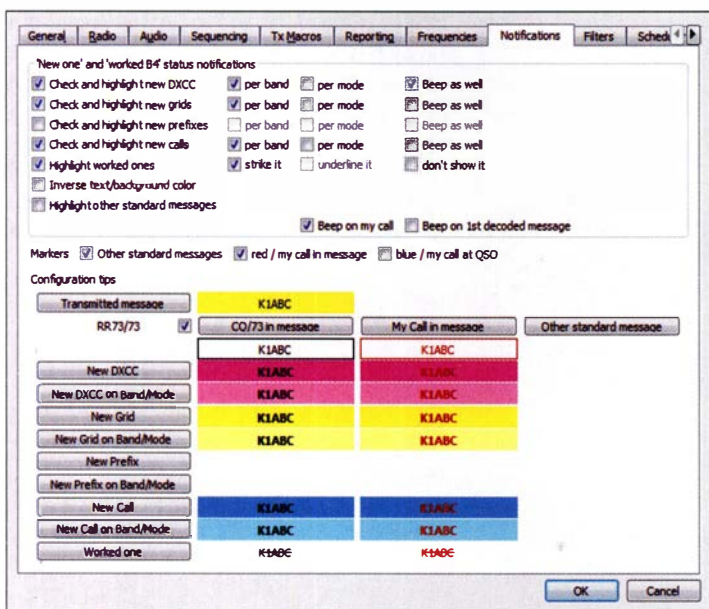 General Radio Audio Sequencing Tx Macros Reporting Frequencies Notifications Filters Schedu
'New one' and 'worked B4' status notifications
Check and highlight new DXCC per band per mode Beep as well
Check and highlight new grids per band per mode Beep as well
Check and highlight new prefixes per band per mode Beep as well
Check and highlight new calls per band per mode Beep as well
Highlight worked ones strike it underline it don't show it
Inverse text/background color
Highlight other standard messages
Beep on my call Beep on 1st decoded message
Markers Other standard messages red / my call in message blue / my call at QSO
Configuration tips
Transmitted message K1ABC
RR73/73 CQ/73 in message My Call in message Other standard message
K1ABC K1ABC
New DXCC K1ABC K1ABC
New DXCC on Band/Mode K1ABC K1ABC
New Grid K1ABC K1ABC
New Grid on Band/Mode K1ABC K1ABC
New Prefix
New Prefix on Band/Mode
New Call K1ABC K1ABC
New Call on Band/Mode K1ABC K1ABC
Worked one K1ABC K1ABC
OK Cancel